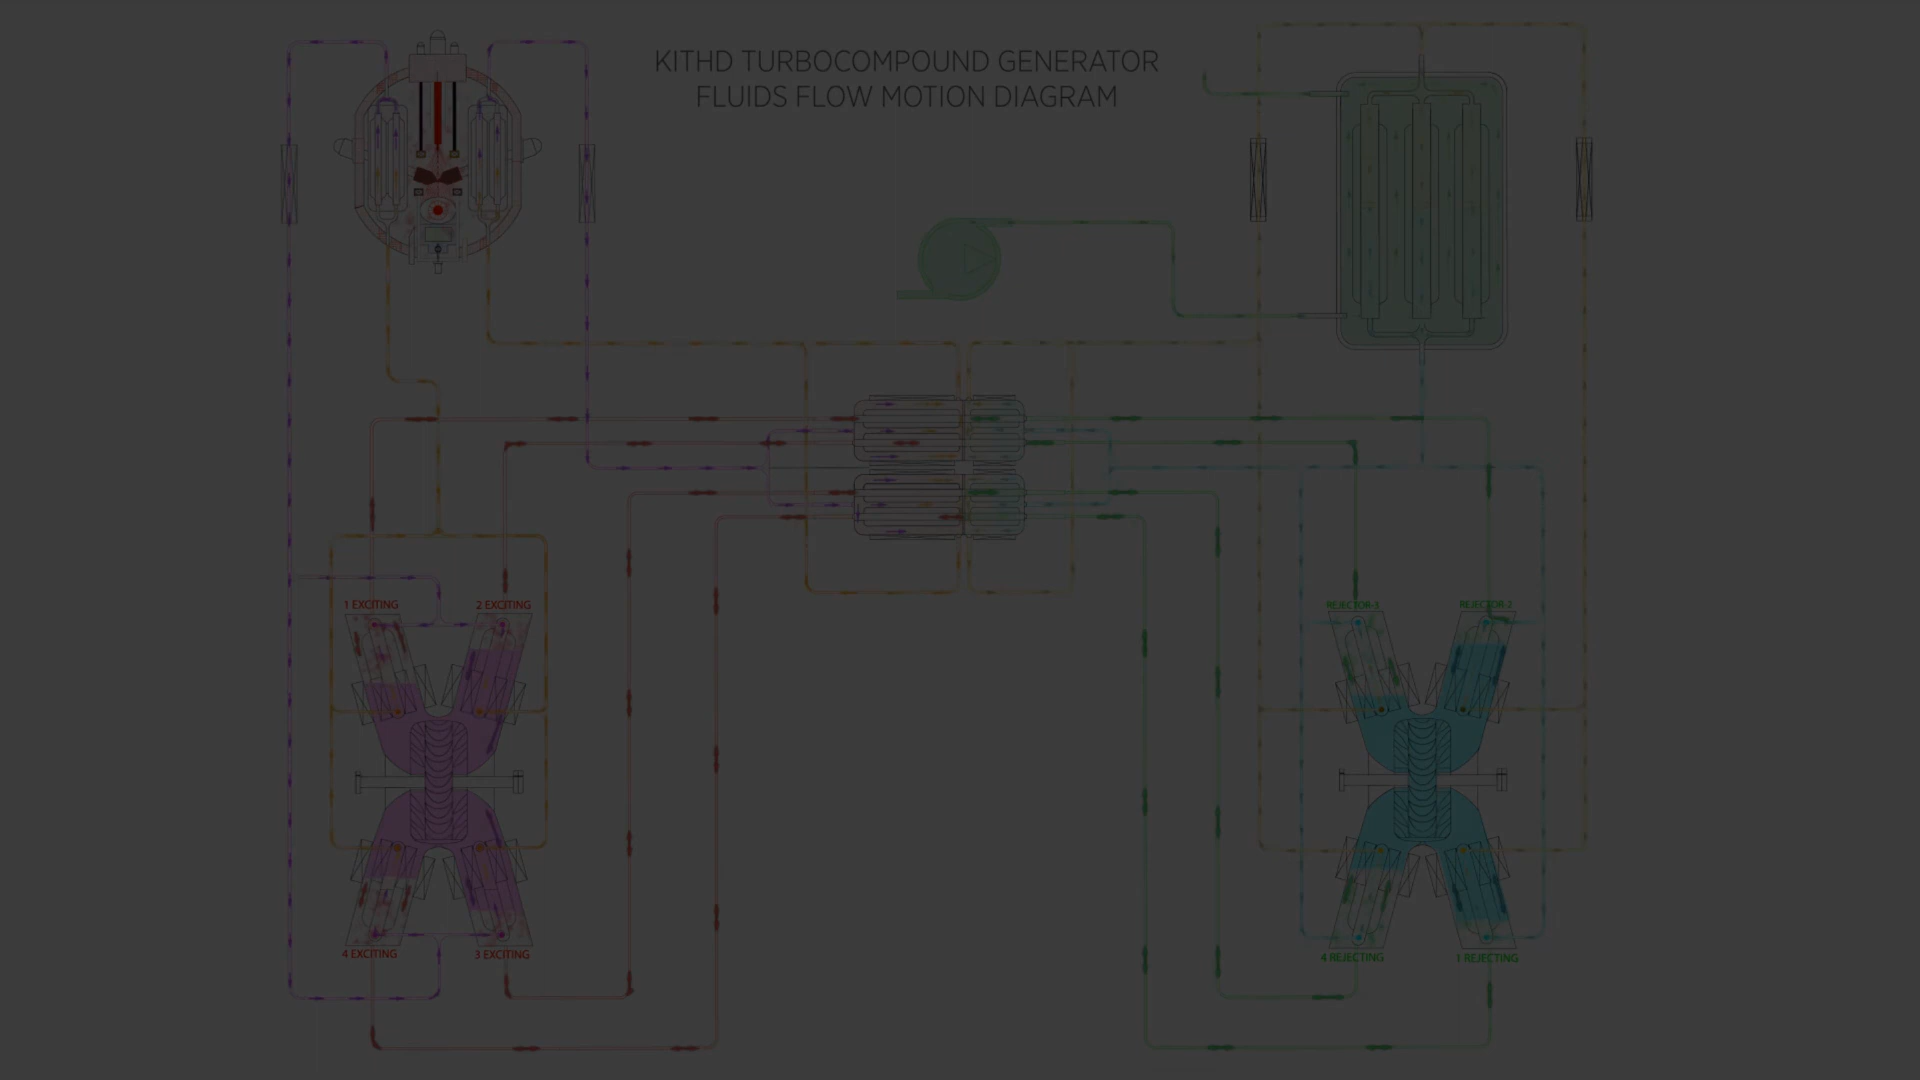 KITHD TURBOCOMPOUND GENERATOR
FLUIDS FLOW MOTION DIAGRAM
1 EXCITING
2 EXCITING
REJECTOR-3
REJECTOR-2
4 EXCITING
3 EXCITING
4 REJECTING
1 REJECTING